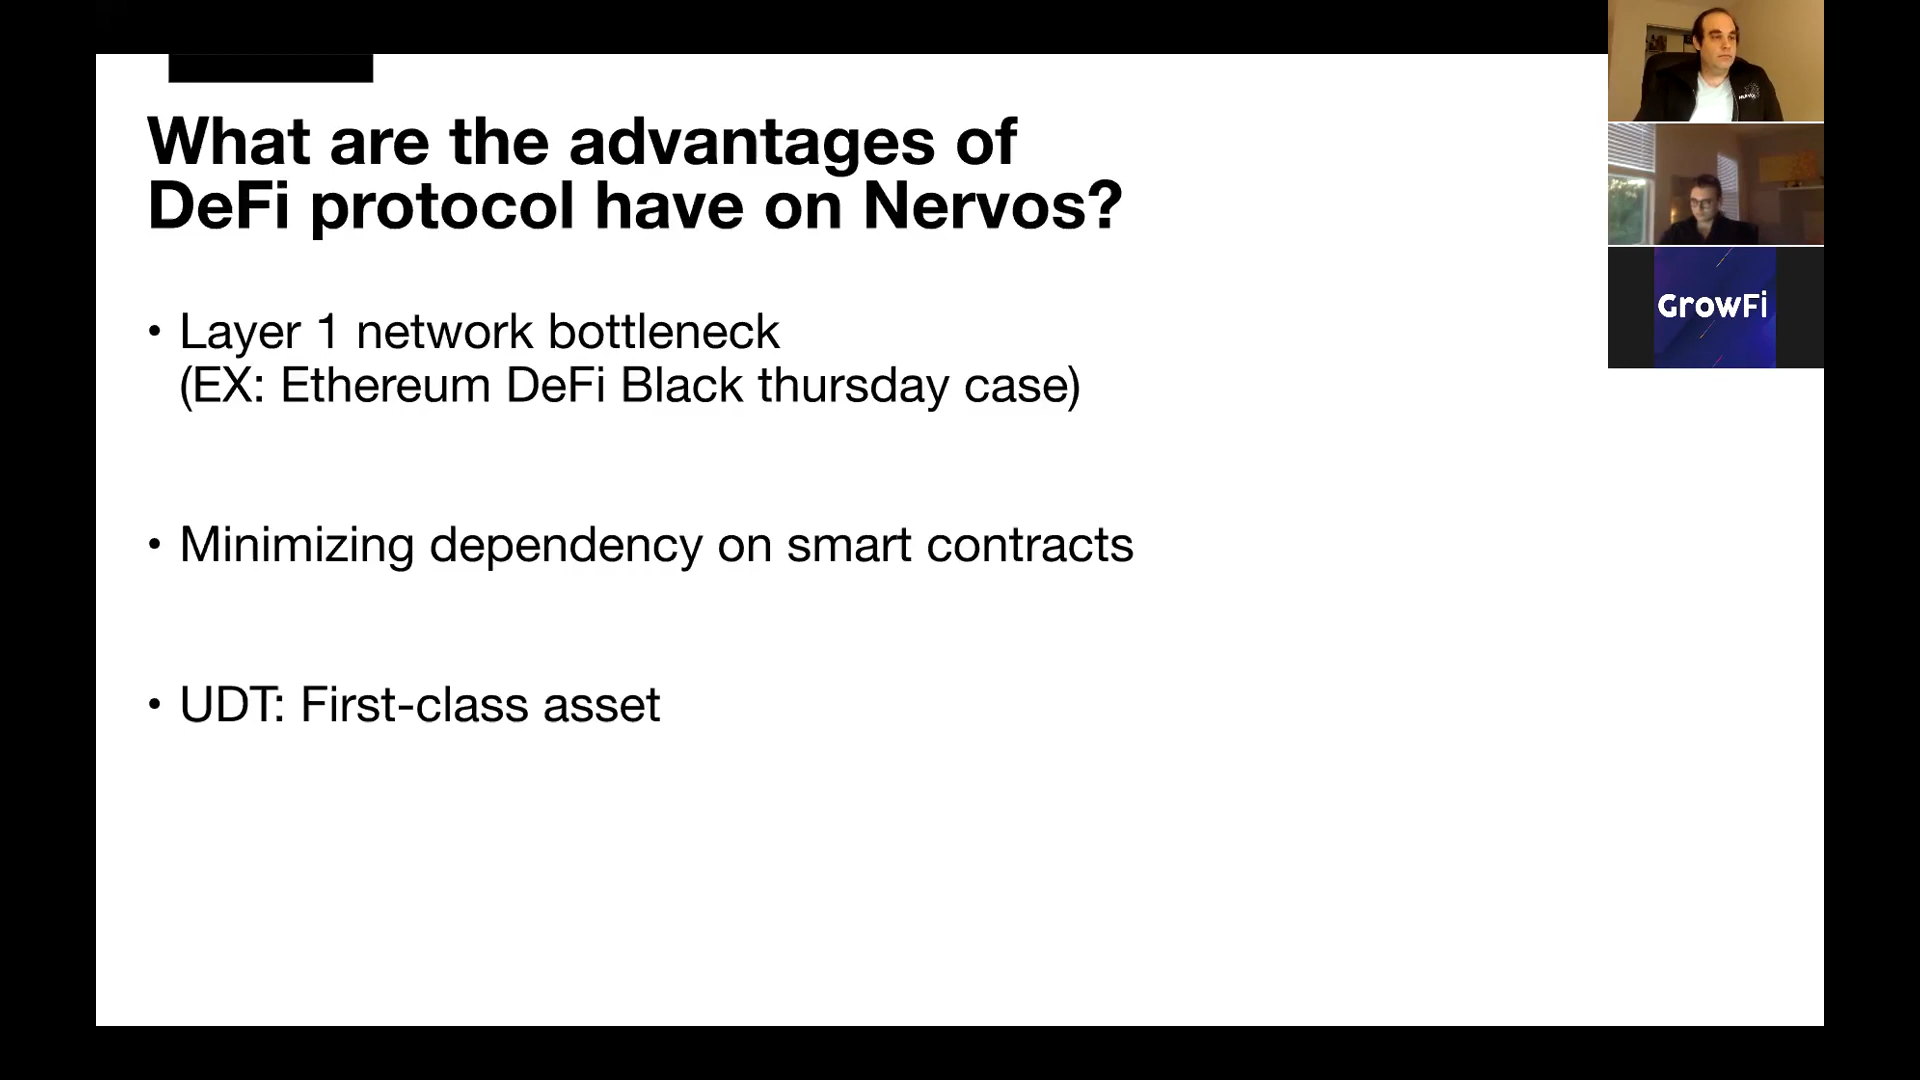 What are the advantages of
DeFi protocol have on Nervos?
• Layer 1 network bottleneck
(EX: Ethereum DeFi Black thursday case)
• Minimizing dependency on smart contracts
• UDT: First-class asset
GrowFi